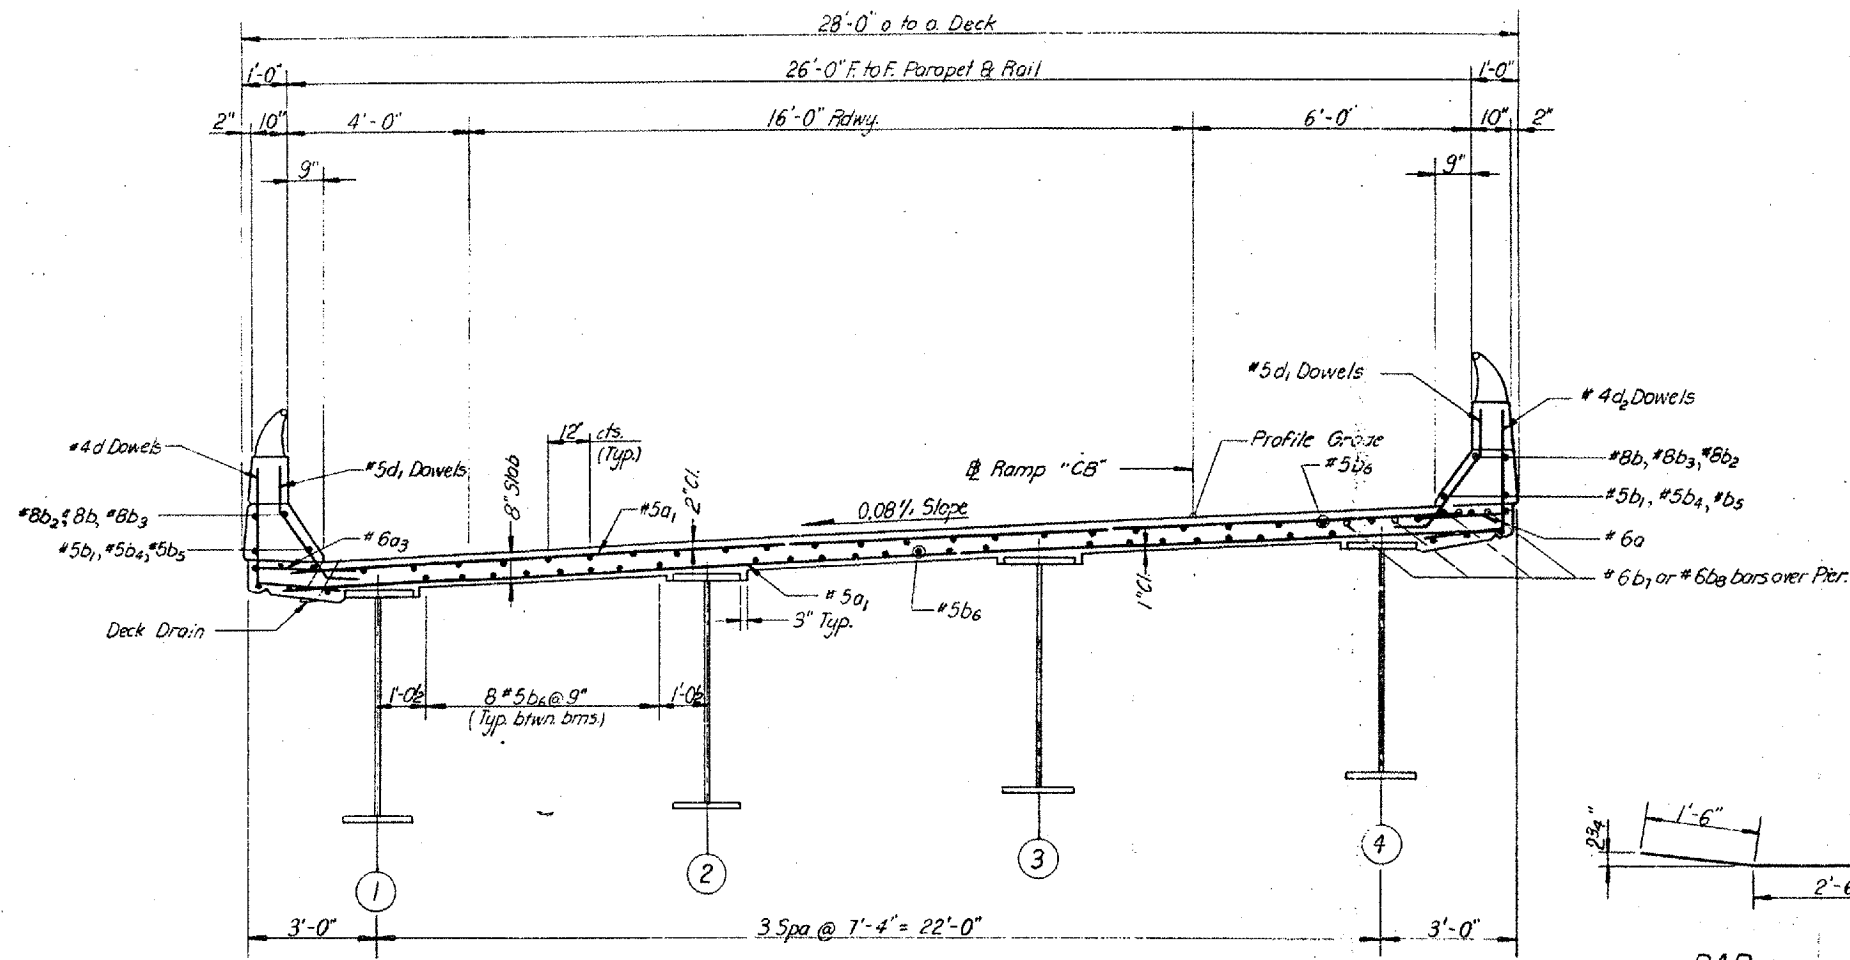 28'-0" o to o. Deck
1'-0"
26'-0" F. to F. Parapet & Rail
1'-0"
2"
10"
4'-0"
16'-0" Rdwy.
6'-0"
10"
2"
9"
9"
#5d1 Dowels
#4d2 Dowels
#4d Dowels
#5d1 Dowels
12" cts.
(Typ.)
8" Slab
2" Cl.
Profile Grade
#5b6
℄ Ramp "CB"
#8b, #8b3, #8b2
#8b2, #8b, #8b3
#5a1
0.08% Slope
#5b1, #5b4, #b5
#5b1, #5b4, #5b5
#6a3
#6a
#6b7 or #6b8 bars over Pier.
1" Cl.
Deck Drain
#5a1
3" Typ.
#5b6
1'-0½
8 #5b6 @ 9"
(Typ. btwn. bms.)
1'-0½
1
2
3
4
3'-0"
3 Spa @ 7'-4" = 22'-0"
3'-0"
2¾"
1'-6"
2'-6